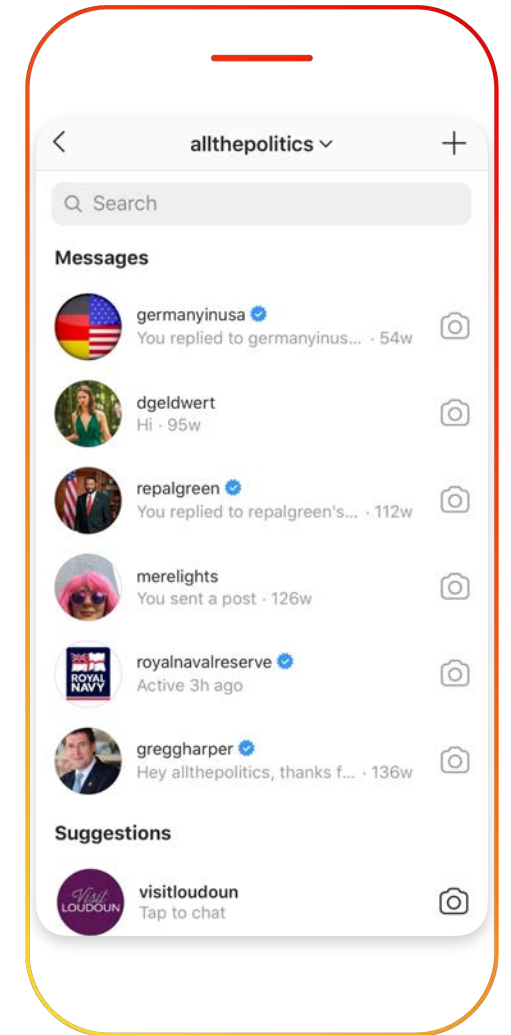 allthepolitics
Search
Messages
germanyinusa
You replied to germanyinus... · 54w
dgeldwert
Hi · 95w
repalgreen
You replied to repalgreen's... · 112w
merelights
You sent a post · 126w
ROYAL
NAVY
royalnavalreserve
Active 3h ago
greggharper
Hey allthepolitics, thanks f... · 136w
Suggestions
Visit
LOUDOUN
visitloudoun
Tap to chat